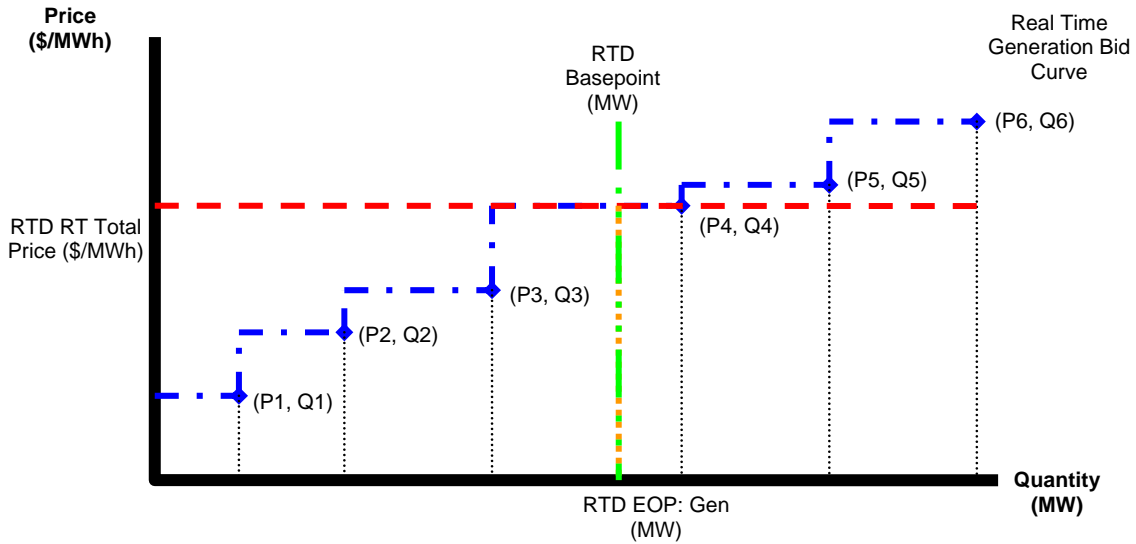 Price
($/MWh)
Real Time
Generation Bid
Curve
RTD
Basepoint
(MW)
(P6, Q6)
(P5, Q5)
(P4, Q4)
RTD RT Total
Price ($/MWh)
(P3, Q3)
(P2, Q2)
(P1, Q1)
Quantity
(MW)
RTD EOP: Gen
(MW)